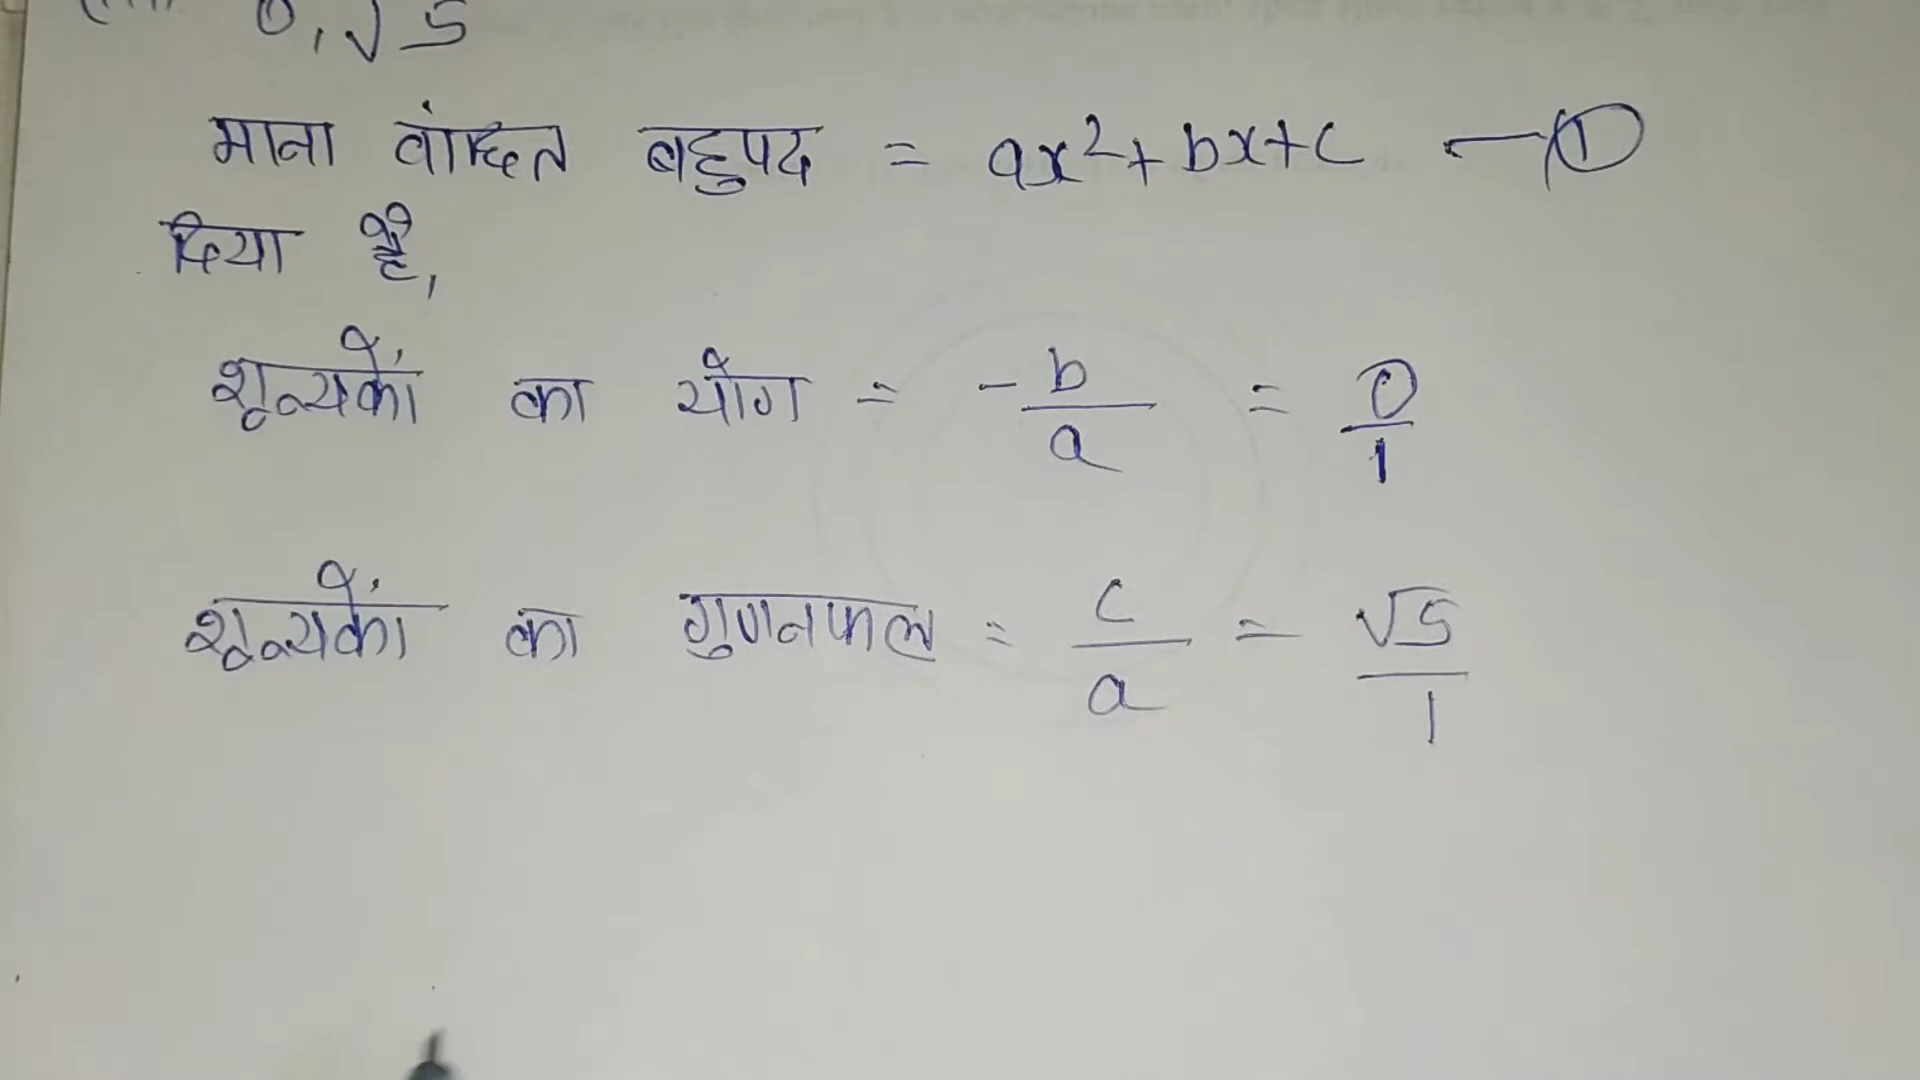 0, √5
माना वांछित बहुपद = ax² + bx + c —①
दिया है,
शून्यकों का योग = -b/a = 0/1
शून्यकों का गुणनफल = c/a = √5/1